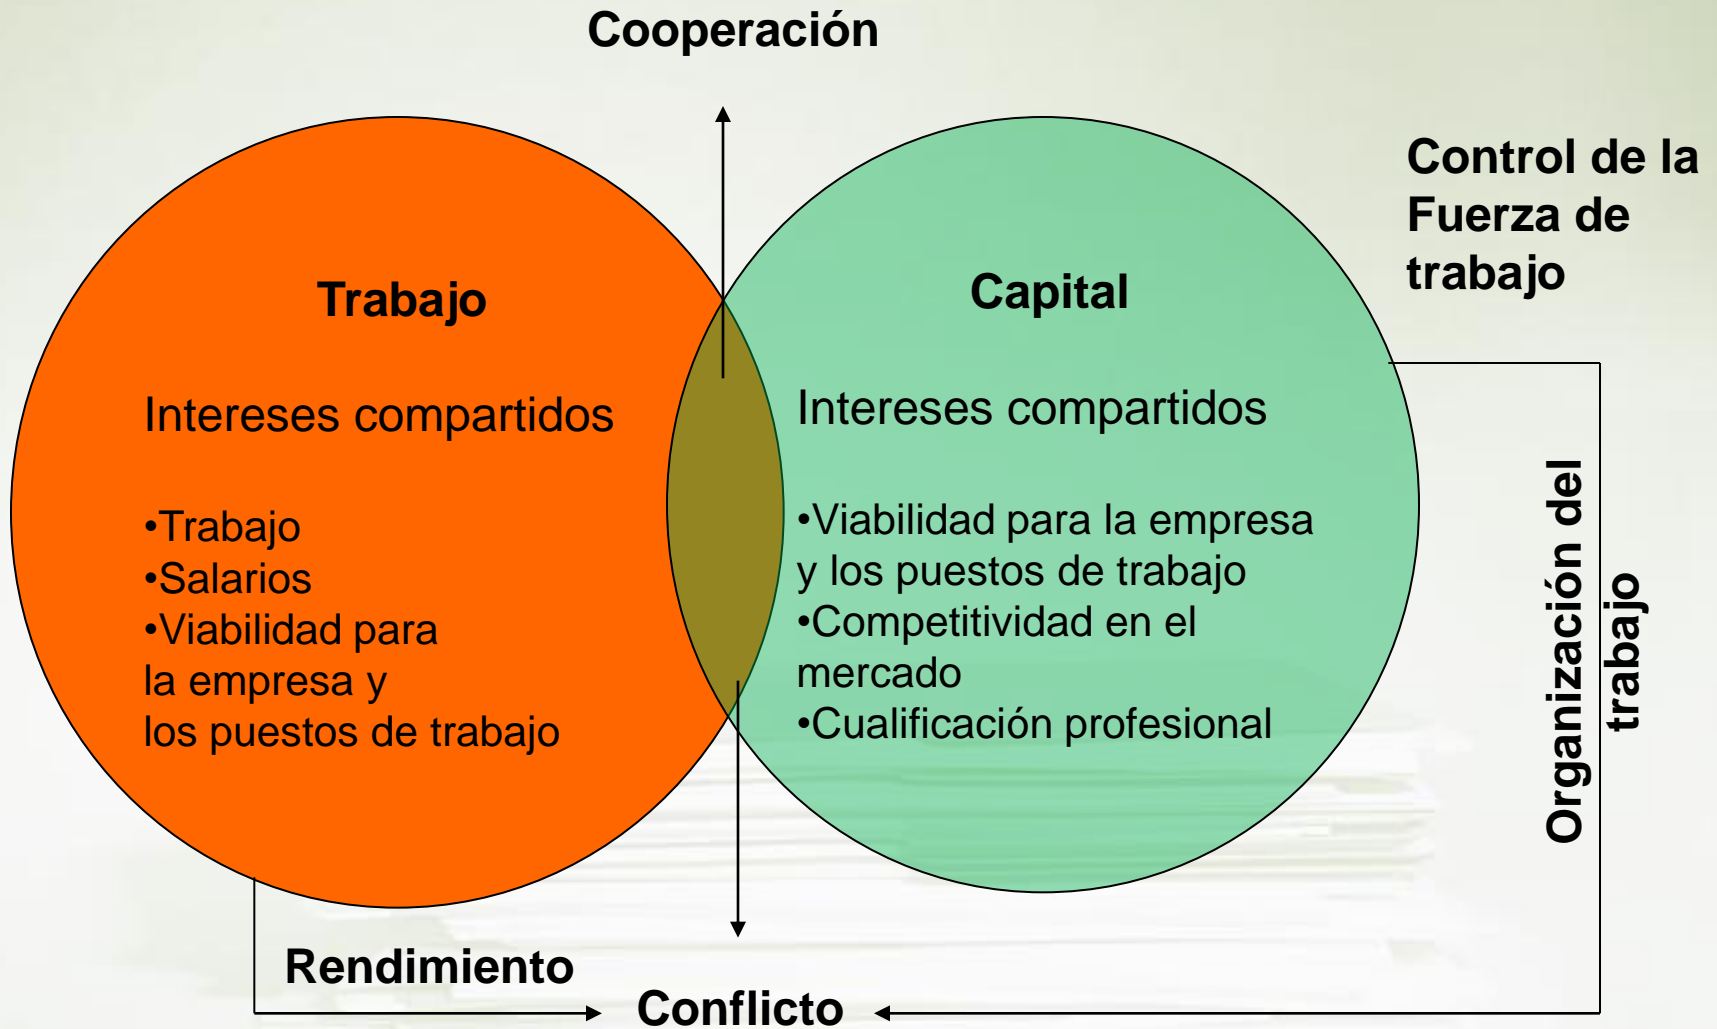 Cooperación
Control de la
Fuerza de
trabajo
Trabajo
Intereses compartidos
•Trabajo
•Salarios
•Viabilidad para
la empresa y
los puestos de trabajo
Capital
Intereses compartidos
•Viabilidad para la empresa
y los puestos de trabajo
•Competitividad en el
mercado
•Cualificación profesional
Organización del
trabajo
Rendimiento
Conflicto